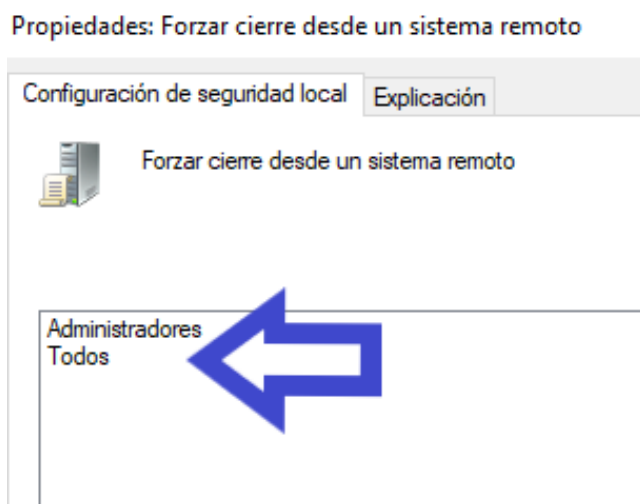 Propiedades: Forzar cierre desde un sistema remoto
Configuración de seguridad local
Explicación
Forzar cierre desde un sistema remoto
Administradores
Todos